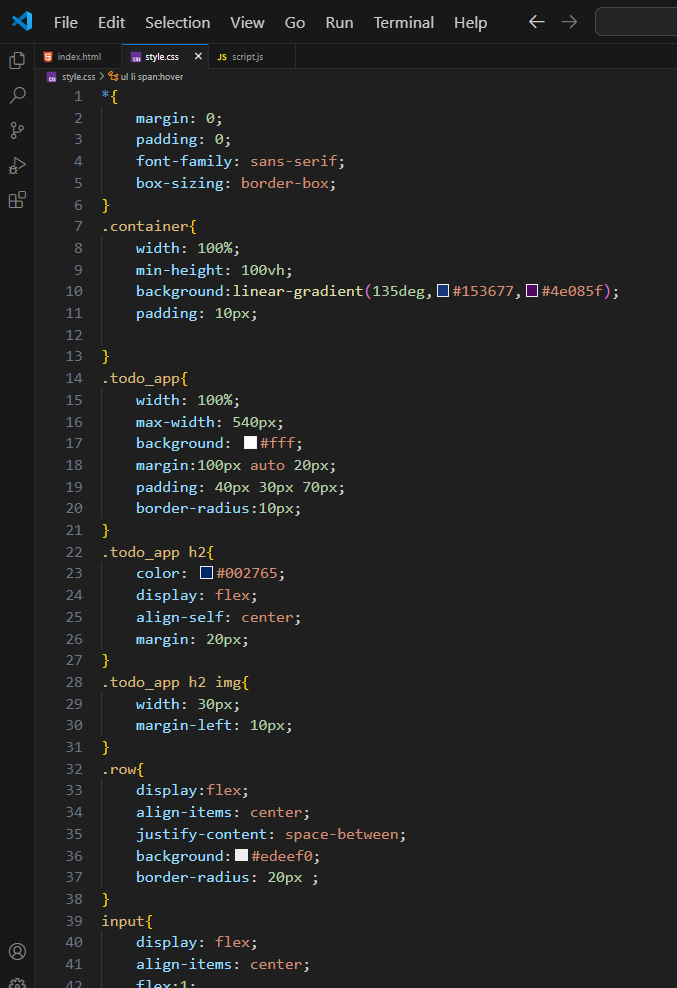 File Edit Selection View Go Run Terminal Help
index.html style.css JS script.js
style.css > ul li span:hover
1 *{
2 margin: 0;
3 padding: 0;
4 font-family: sans-serif;
5 box-sizing: border-box;
6 }
7 .container{
8 width: 100%;
9 min-height: 100vh;
10 background:linear-gradient(135deg,#153677,#4e085f);
11 padding: 10px;
12
13 }
14 .todo_app{
15 width: 100%;
16 max-width: 540px;
17 background: #fff;
18 margin:100px auto 20px;
19 padding: 40px 30px 70px;
20 border-radius:10px;
21 }
22 .todo_app h2{
23 color: #002765;
24 display: flex;
25 align-self: center;
26 margin: 20px;
27 }
28 .todo_app h2 img{
29 width: 30px;
30 margin-left: 10px;
31 }
32 .row{
33 display:flex;
34 align-items: center;
35 justify-content: space-between;
36 background:#edeef0;
37 border-radius: 20px ;
38 }
39 input{
40 display: flex;
41 align-items: center;
42 flex:1;